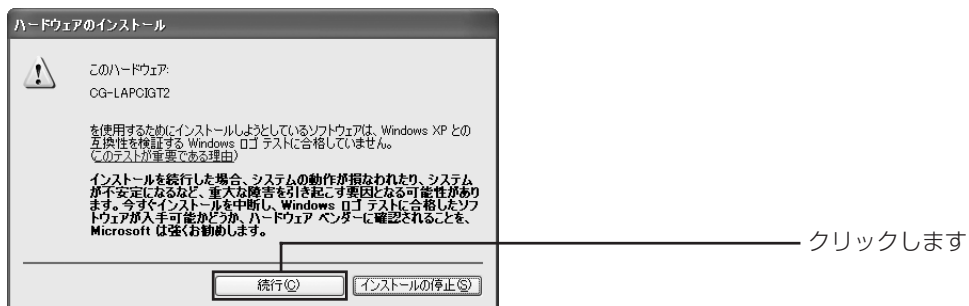 ハードウェアのインストール
このハードウェア:
CG-LAPCIGT2
を使用するためにインストールしようとしているソフトウェアは、Windows XP との
互換性を検証する Windows ロゴ テストに合格していません。
(このテストが重要である理由)
インストールを続行した場合、システムの動作が損なわれたり、システム
が不安定になるなど、重大な障害を引き起こす要因となる可能性があり
ます。今すぐインストールを中断し、Windows ロゴ テストに合格したソフ
トウェアが入手可能かどうか、ハードウェア ベンダーに確認されることを、
Microsoft は強くお勧めします。
クリックします
続行(C)
インストールの停止(S)